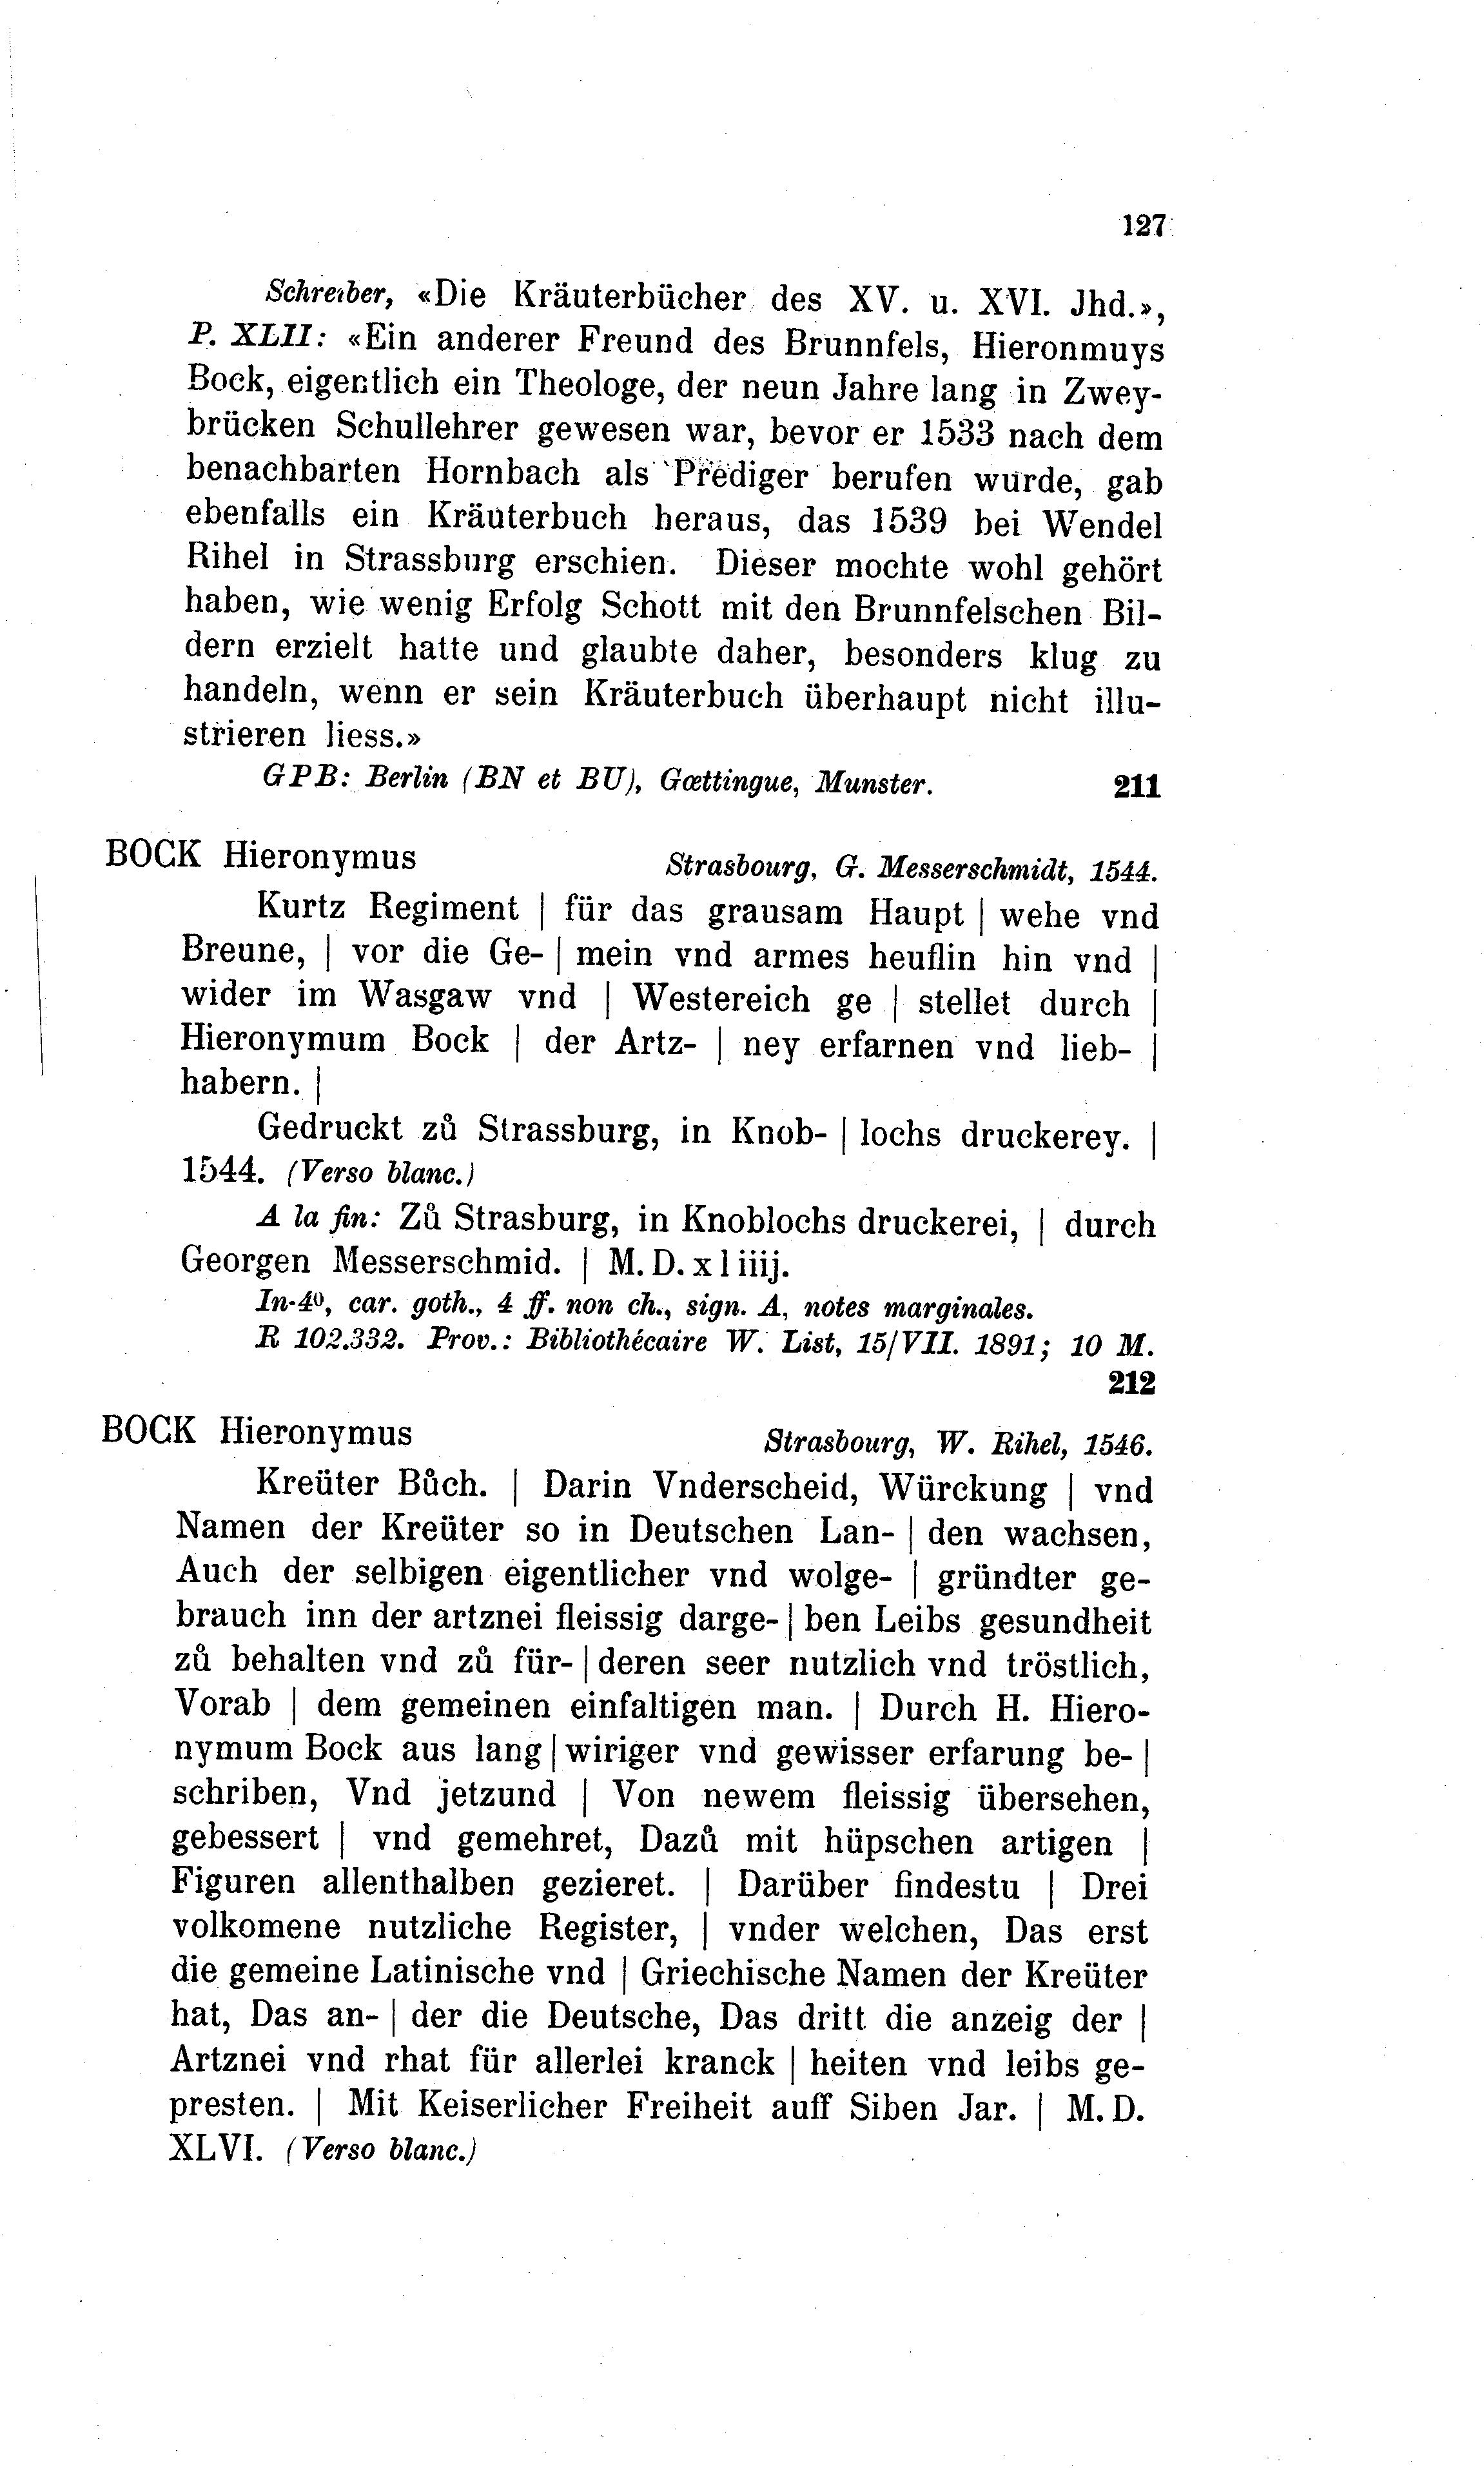 127
Schreiber, «Die Kräuterbücher des XV. u. XVI. Jhd.»,
P. XLII: «Ein anderer Freund des Brunnfels, Hieronmuys
Bock, eigentlich ein Theologe, der neun Jahre lang in Zwey-
brücken Schullehrer gewesen war, bevor er 1533 nach dem
benachbarten Hornbach als Prediger berufen wurde, gab
ebenfalls ein Kräuterbuch heraus, das 1539 bei Wendel
Rihel in Strassburg erschien. Dieser mochte wohl gehört
haben, wie wenig Erfolg Schott mit den Brunnfelschen Bil-
dern erzielt hatte und glaubte daher, besonders klug zu
handeln, wenn er sein Kräuterbuch überhaupt nicht illu-
strieren liess.»
GPB: Berlin (BN et BU), Gœttingue, Munster. 211
BOCK Hieronymus Strasbourg, G. Messerschmidt, 1544.
Kurtz Regiment | für das grausam Haupt | wehe vnd
Breune, | vor die Ge- | mein vnd armes heuflin hin vnd |
wider im Wasgaw vnd | Westereich ge | stellet durch |
Hieronymum Bock | der Artz- | ney erfarnen vnd lieb- |
habern. |
Gedruckt zů Strassburg, in Knob- | lochs druckerey. |
1544. (Verso blanc.)
A la fin: Zů Strasburg, in Knoblochs druckerei, | durch
Georgen Messerschmid. | M. D. x l iiij.
In-4⁰, car. goth., 4 ff. non ch., sign. A, notes marginales.
R 102.332. Prov.: Bibliothécaire W. List, 15/VII. 1891; 10 M.
212
BOCK Hieronymus Strasbourg, W. Rihel, 1546.
Kreüter Bůch. | Darin Vnderscheid, Würckung | vnd
Namen der Kreüter so in Deutschen Lan- | den wachsen,
Auch der selbigen eigentlicher vnd wolge- | gründter ge-
brauch inn der artznei fleissig darge- | ben Leibs gesundheit
zů behalten vnd zů für- | deren seer nutzlich vnd tröstlich,
Vorab | dem gemeinen einfaltigen man. | Durch H. Hiero-
nymum Bock aus lang | wiriger vnd gewisser erfarung be- |
schriben, Vnd jetzund | Von newem fleissig übersehen,
gebessert | vnd gemehret, Dazů mit hüpschen artigen |
Figuren allenthalben gezieret. | Darüber findestu | Drei
volkomene nutzliche Register, | vnder welchen, Das erst
die gemeine Latinische vnd | Griechische Namen der Kreüter
hat, Das an- | der die Deutsche, Das dritt die anzeig der |
Artznei vnd rhat für allerlei kranck | heiten vnd leibs ge-
presten. | Mit Keiserlicher Freiheit auff Siben Jar. | M. D.
XLVI. (Verso blanc.)